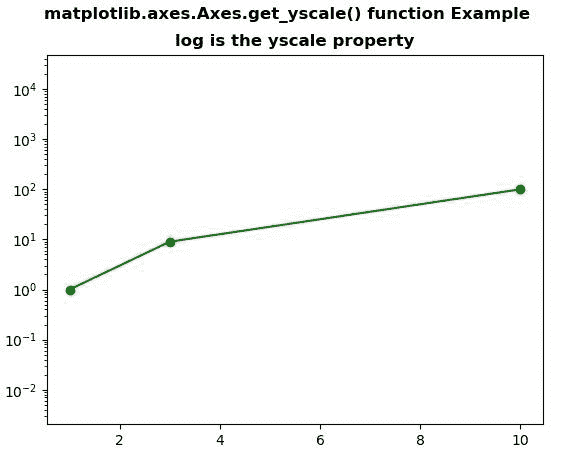 matplotlib.axes.Axes.get_yscale() function Example
log is the yscale property
10⁴
10³
10²
10¹
10⁰
10⁻¹
10⁻²
2 4 6 8 10